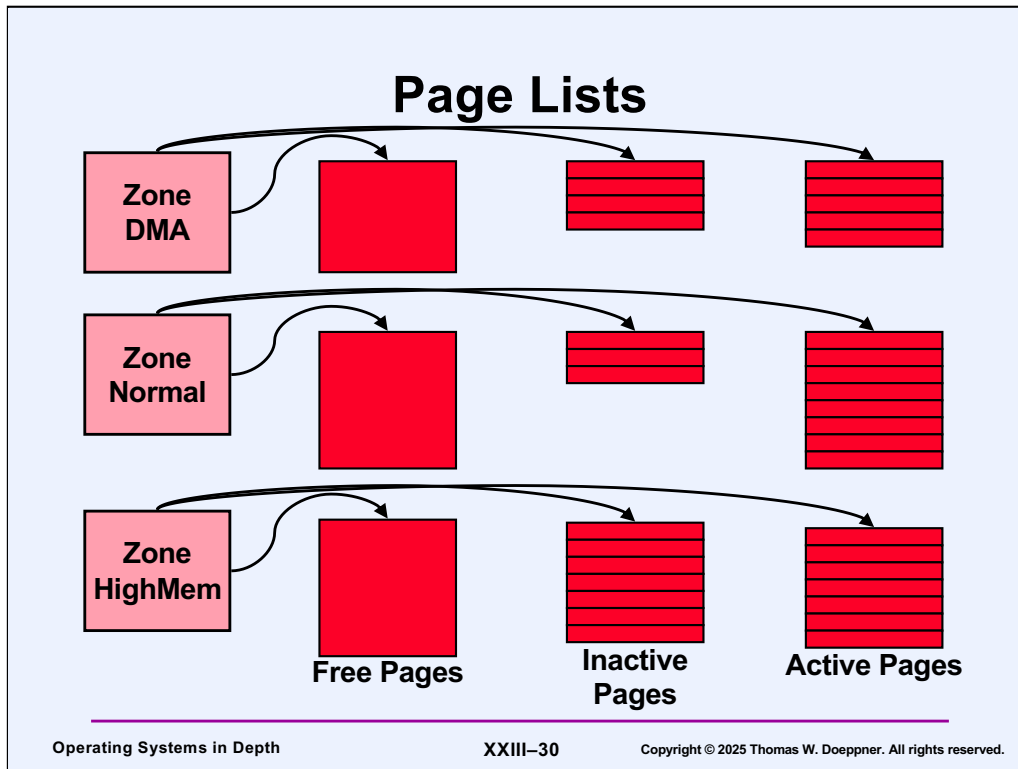 Page Lists
Zone
DMA
Zone
Normal
Zone
HighMem
Free Pages
Inactive
Pages
Active Pages
Operating Systems in Depth
XXIII–30
Copyright © 2025 Thomas W. Doeppner. All rights reserved.